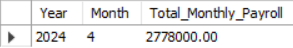 Year Month Total_Monthly_Payroll
2024 4 2778000.00